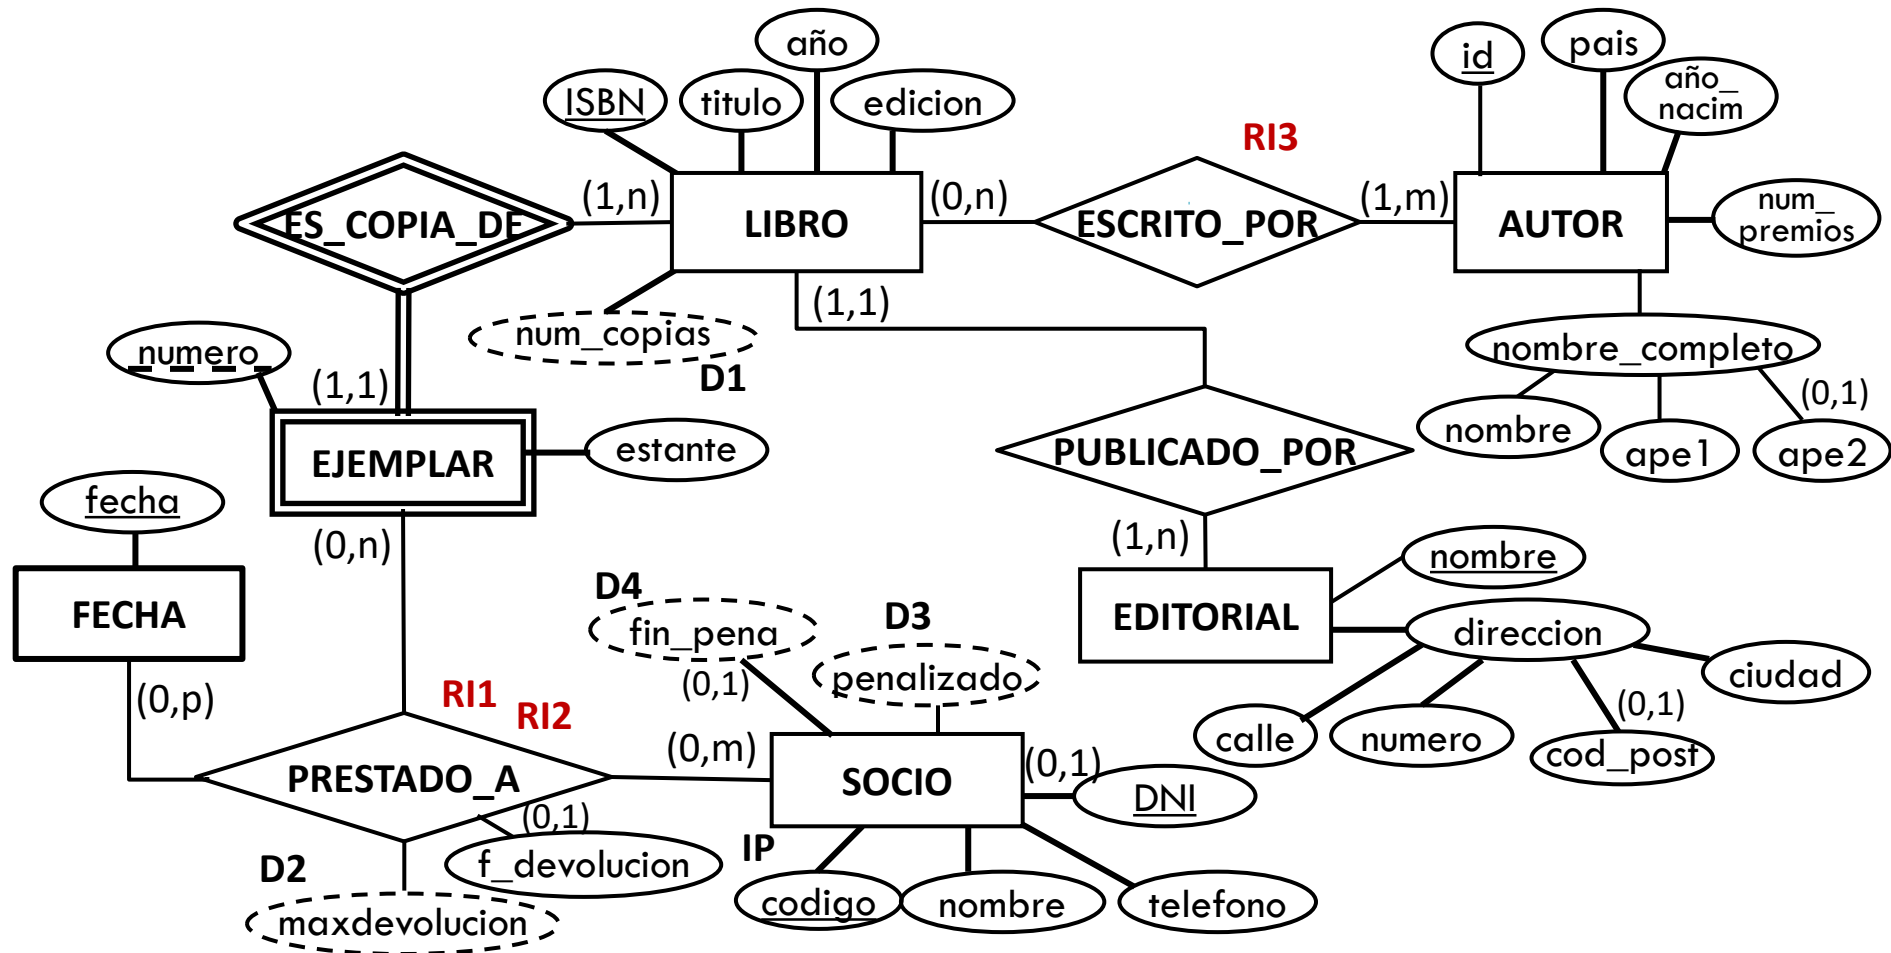 año
id
pais
ISBN
titulo
edicion
año_
nacim
RI3
ES_COPIA_DE
(1,n)
LIBRO
(0,n)
ESCRITO_POR
(1,m)
AUTOR
num_
premios
(1,1)
num_copias
D1
numero
(1,1)
nombre_completo
(0,1)
nombre
ape1
ape2
EJEMPLAR
estante
PUBLICADO_POR
fecha
(0,n)
(1,n)
nombre
FECHA
D4
fin_pena
(0,1)
D3
penalizado
EDITORIAL
direccion
ciudad
(0,p)
RI1
RI2
(0,m)
calle
numero
(0,1)
cod_post
PRESTADO_A
(0,1)
f_devolucion
SOCIO
(0,1)
DNI
IP
D2
maxdevolucion
codigo
nombre
telefono